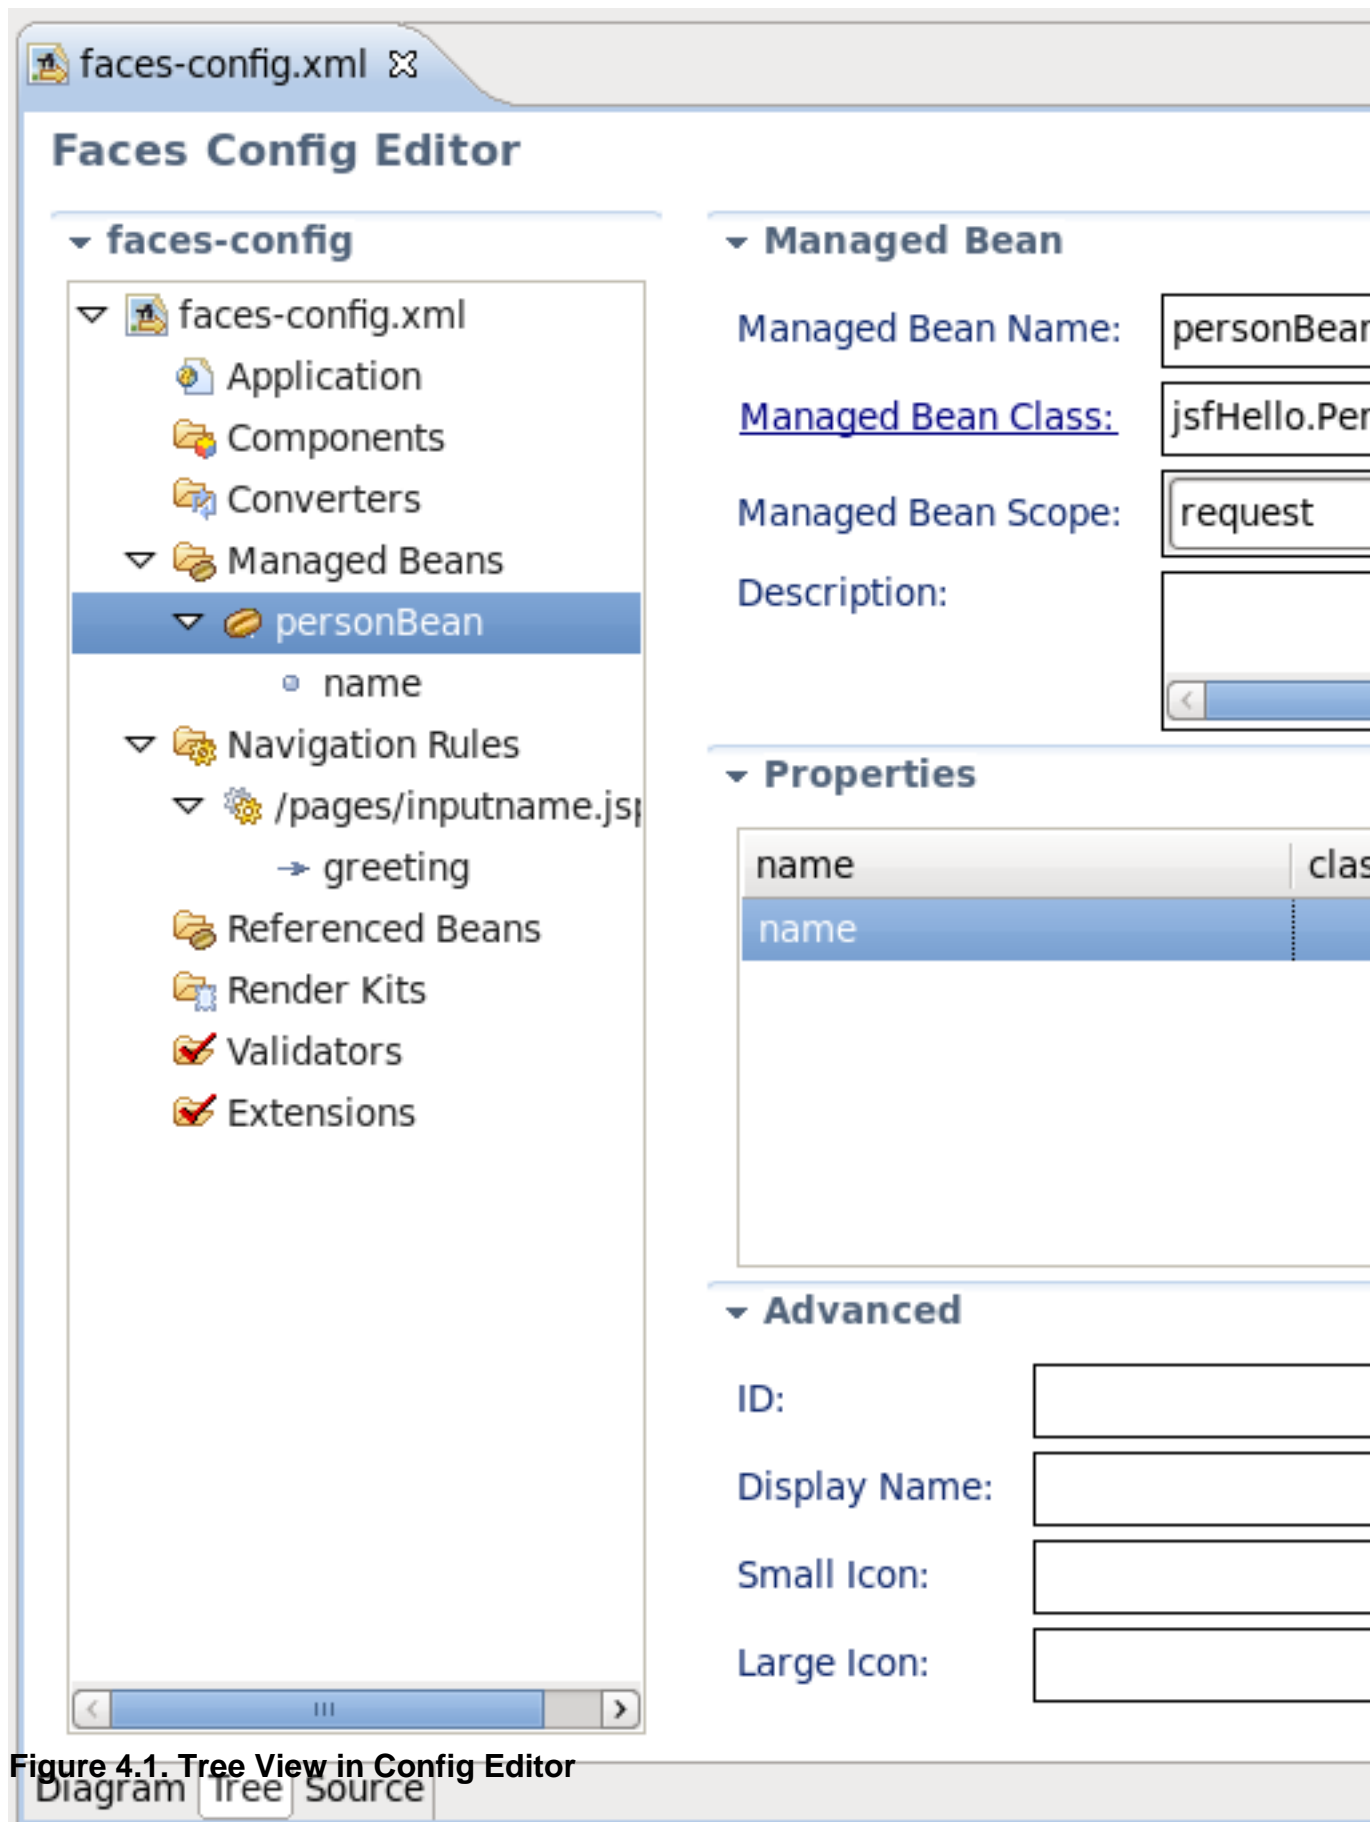 faces-config.xml
Faces Config Editor
faces-config
faces-config.xml
Application
Components
Converters
Managed Beans
personBean
name
Navigation Rules
/pages/inputname.jsp
greeting
Referenced Beans
Render Kits
Validators
Extensions
Managed Bean
Managed Bean Name: personBean
Managed Bean Class: jsfHello.Per
Managed Bean Scope: request
Description:
Properties
name clas
name
Advanced
ID:
Display Name:
Small Icon:
Large Icon:
Figure 4.1. Tree View in Config Editor
Diagram Tree Source